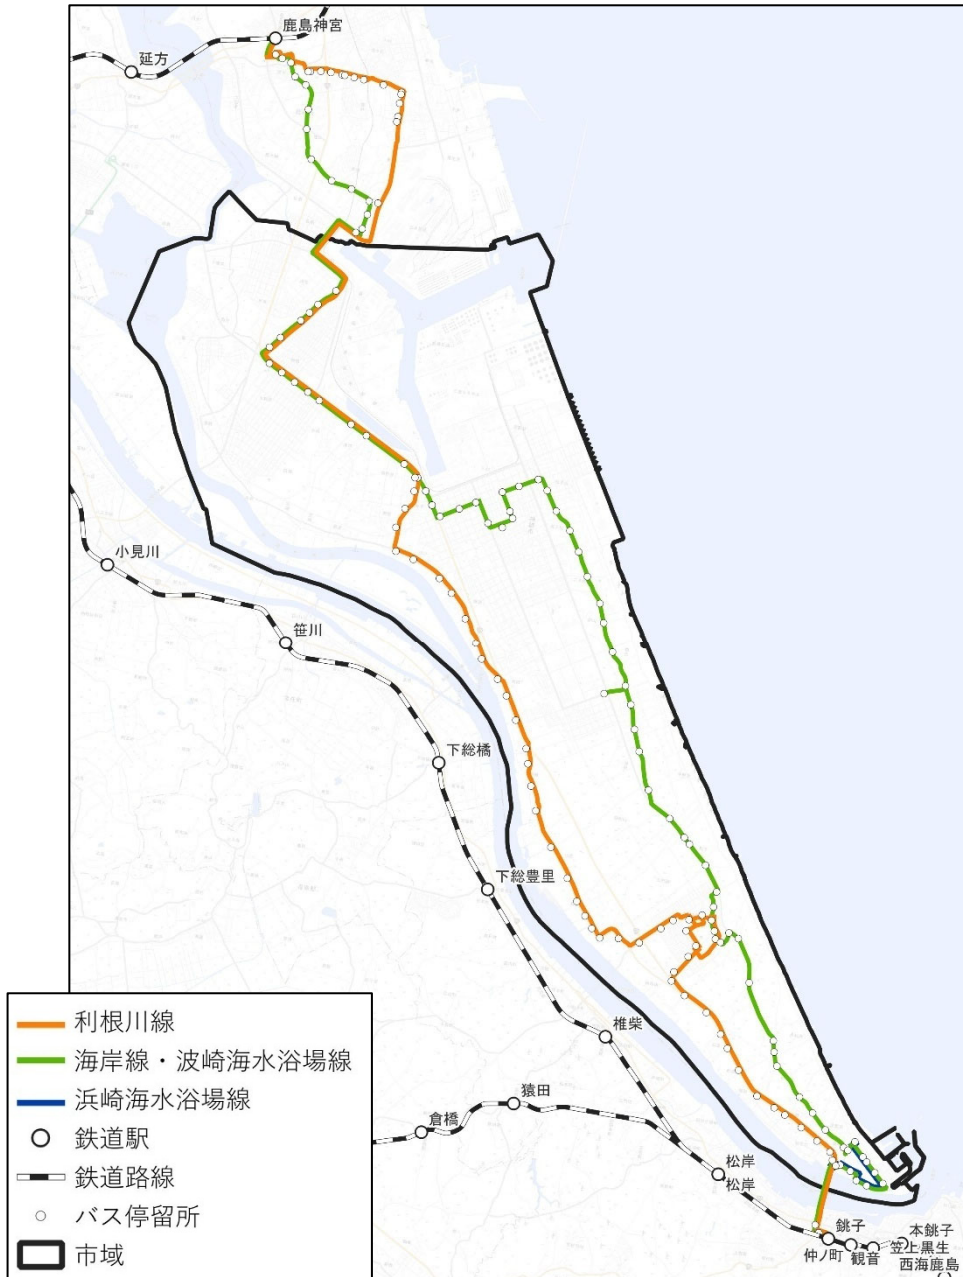 鹿島神宮
延方
小見川
笹川
下総橘
下総豊里
椎柴
猿田
倉橋
松岸
松岸
銚子
本銚子
仲ノ町
観音
笠上黒生
西海鹿島
利根川線
海岸線・波崎海水浴場線
浜崎海水浴場線
鉄道駅
鉄道路線
バス停留所
市域